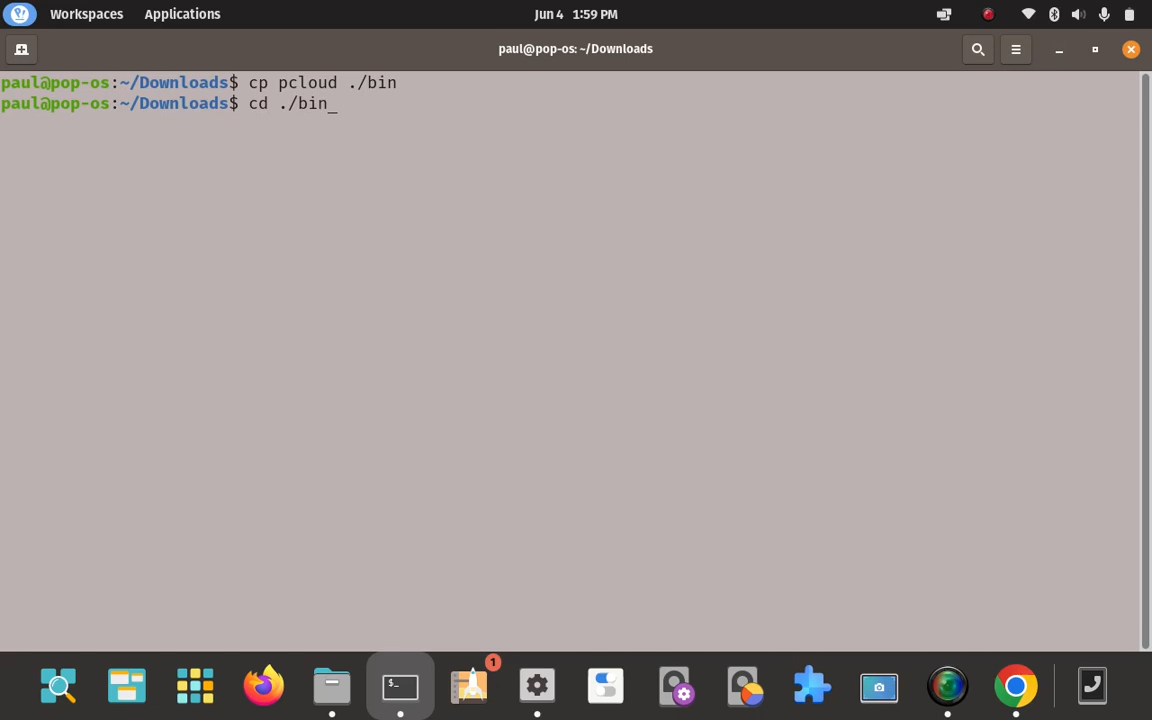 Workspaces Applications Jun 4 1:59 PM
paul@pop-os: ~/Downloads
paul@pop-os:~/Downloads$ cp pcloud ./bin
paul@pop-os:~/Downloads$ cd ./bin_
$_
1